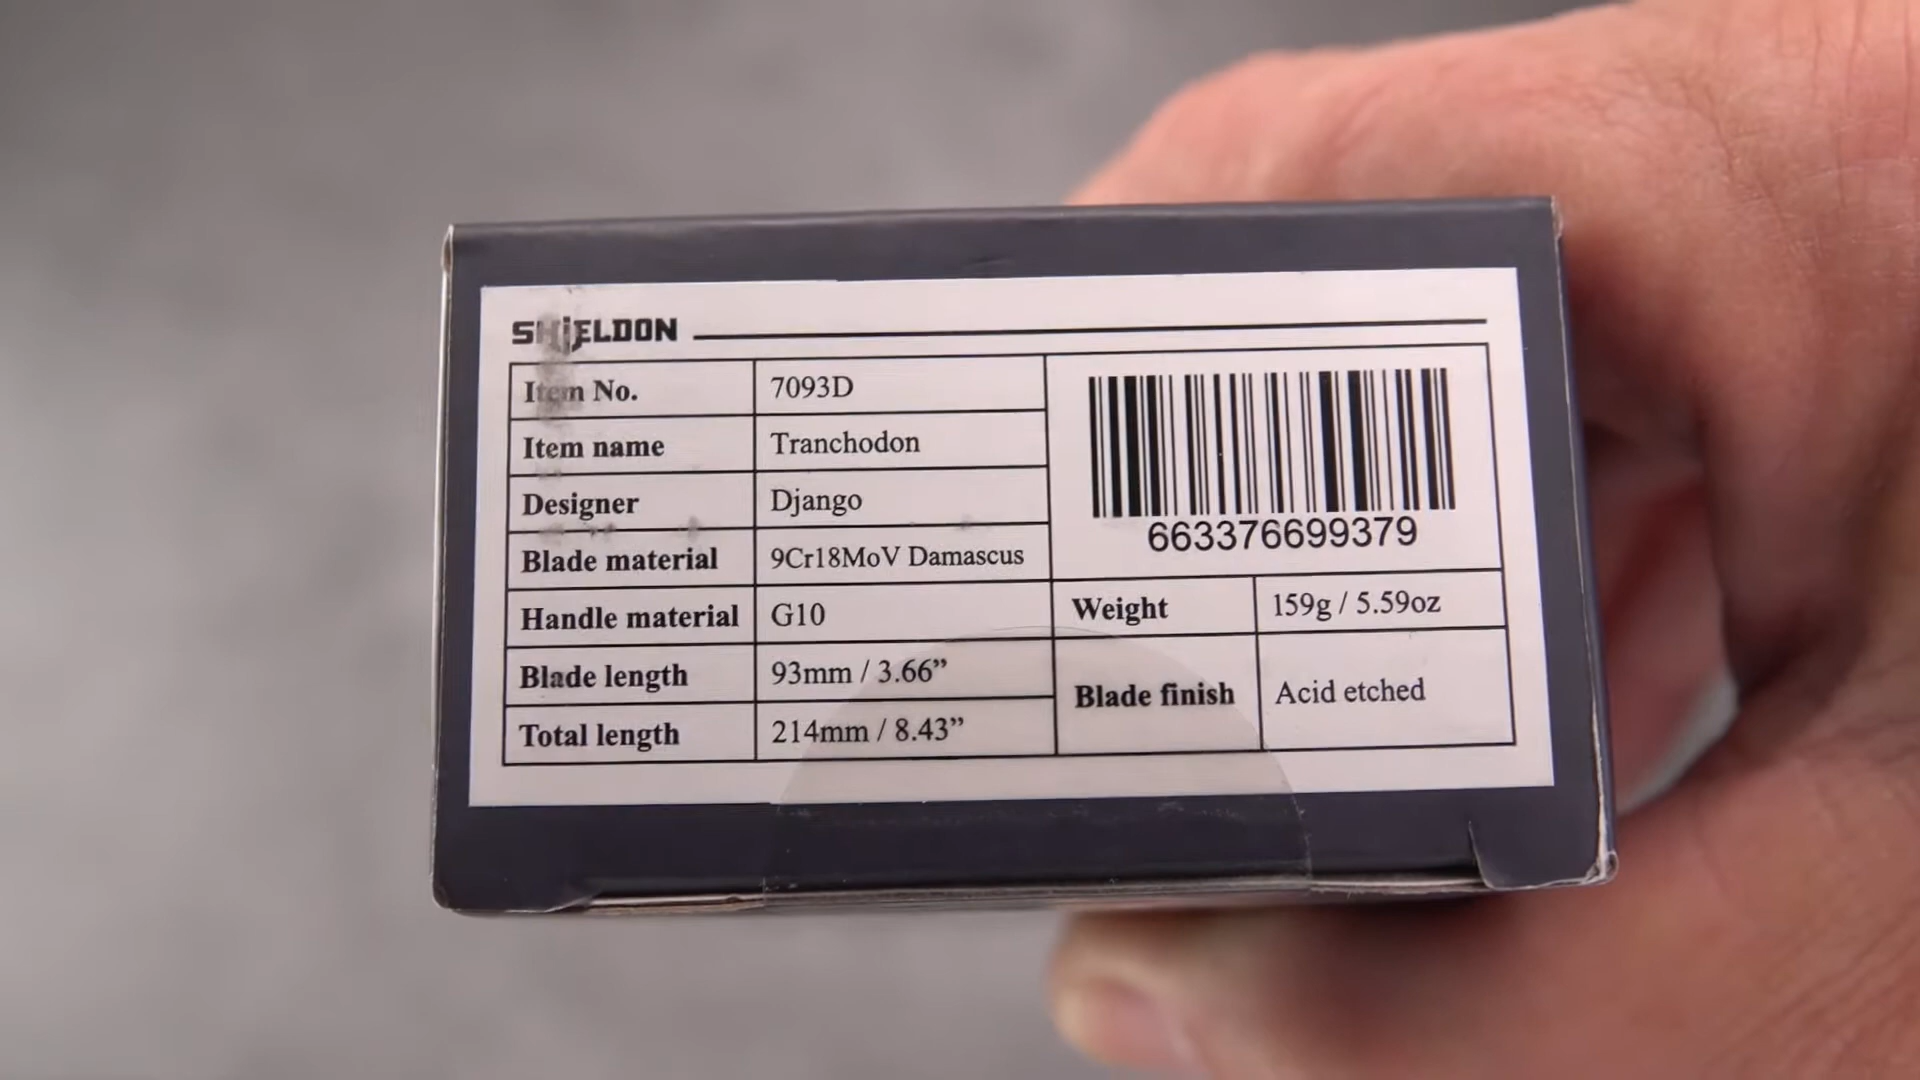 SHiELDON
Item No. 7093D
Item name Tranchodon
Designer Django
Blade material 9Cr18MoV Damascus
Handle material G10
Blade length 93mm / 3.66”
Total length 214mm / 8.43”
663376699379
Weight 159g / 5.59oz
Blade finish Acid etched